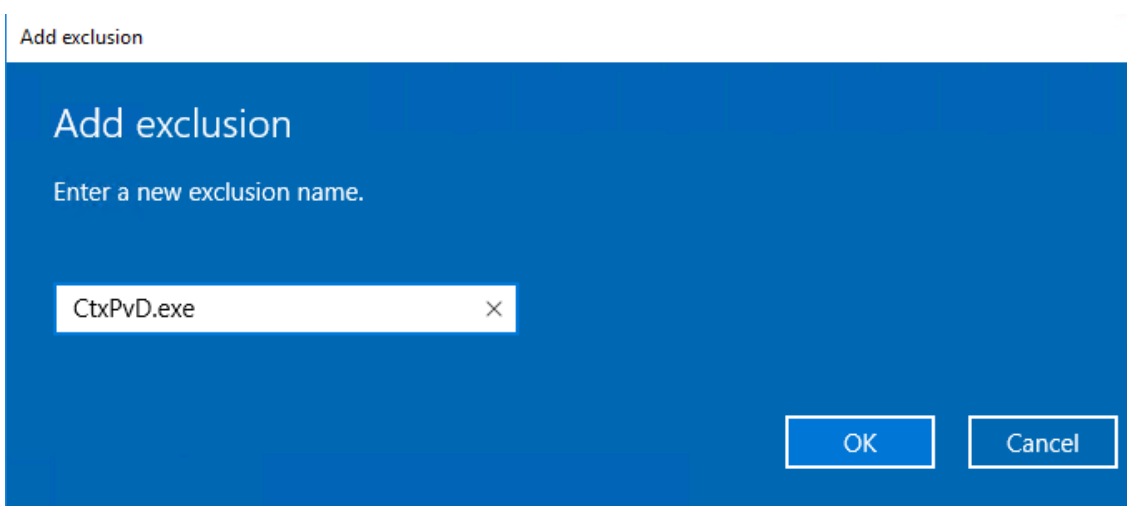 Add exclusion
Add exclusion
Enter a new exclusion name.
CtxPvD.exe
OK Cancel